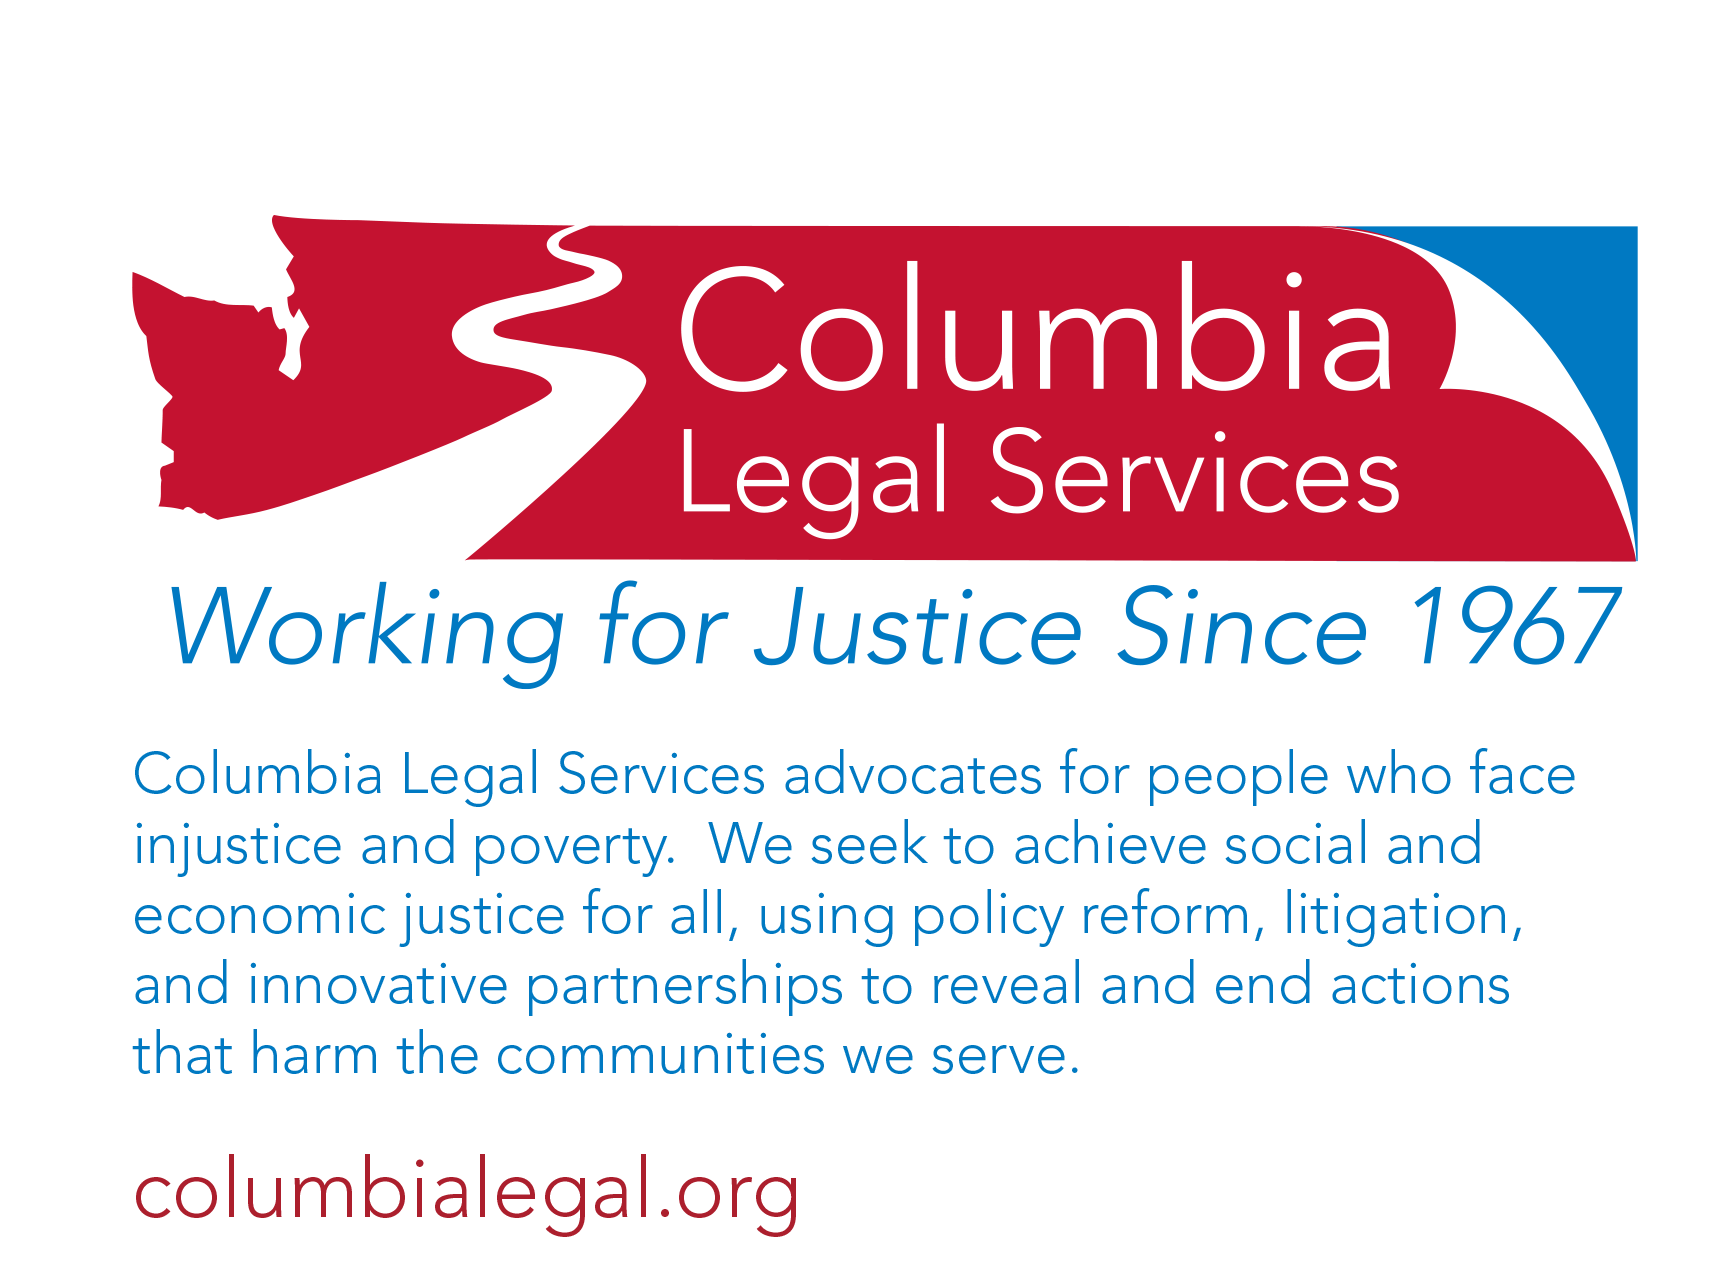 Columbia
Legal Services
Working for Justice Since 1967
Columbia Legal Services advocates for people who face
injustice and poverty.  We seek to achieve social and
economic justice for all, using policy reform, litigation,
and innovative partnerships to reveal and end actions
that harm the communities we serve.
columbialegal.org